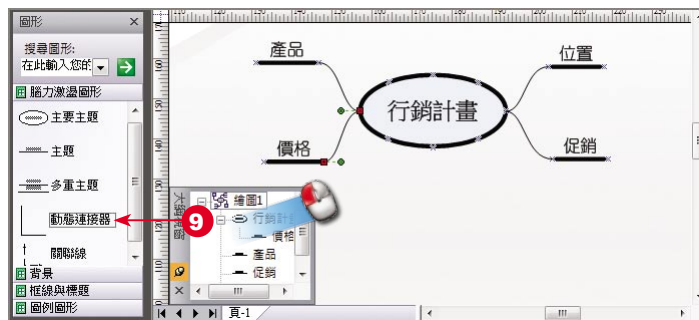 圖形 ×
搜尋圖形:
在此輸入您的
腦力激盪圖形
主要主題
主題
多重主題
動態連接器
關聯線
背景
框線與標題
圖例圖形
產品
位置
行銷計畫
價格
促銷
9
大綱視窗
繪圖1
行銷計
價格
產品
促銷
頁-1